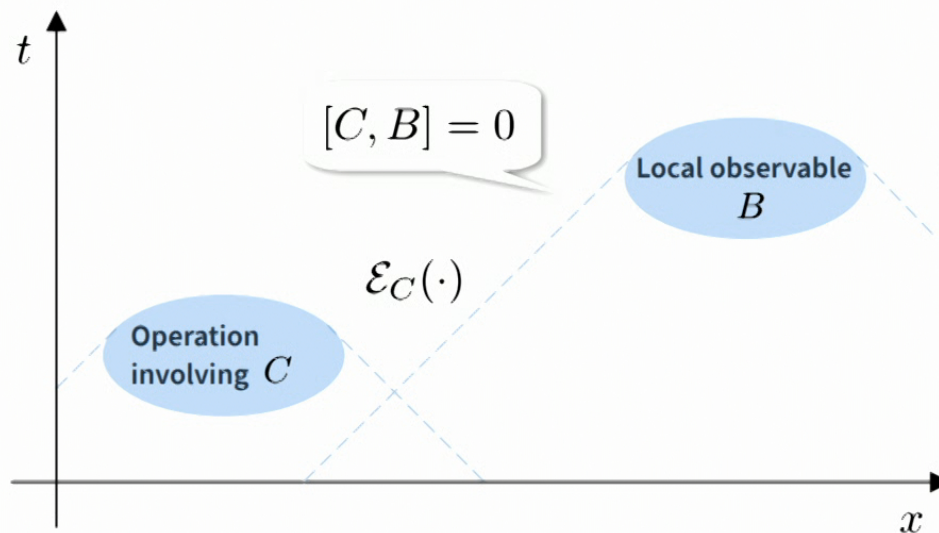 t
[C, B] = 0
Local observable
B
ℰ_C(·)
Operation
involving C
x